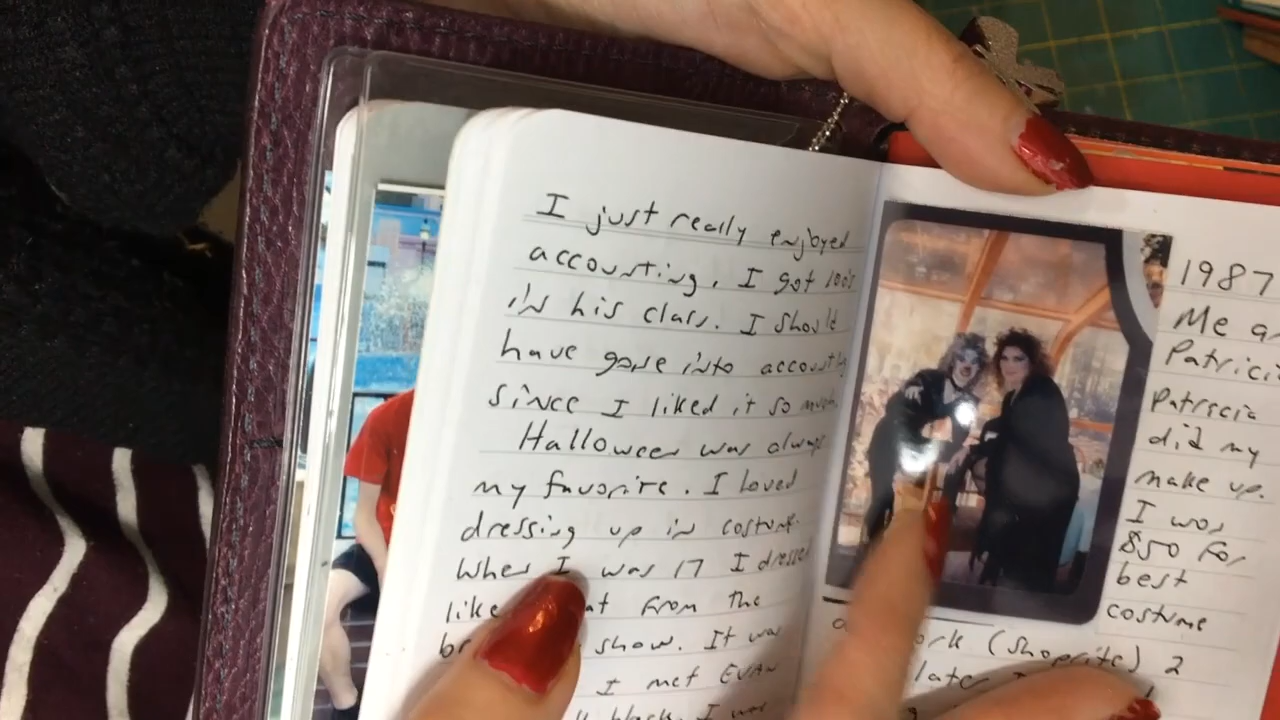 I just really enjoyed
accounting. I got 100's
in his class. I should
have gone into accounting
since I liked it so much.
Halloween was always
my favorite. I loved
dressing up in costume.
When I was 17 I dressed
like at from the
show. It was
I met EVAN
black. I was
1987
Me
Patricia
did my
make up.
I won
$50 for
best
costume
(Shoprite) 2
late